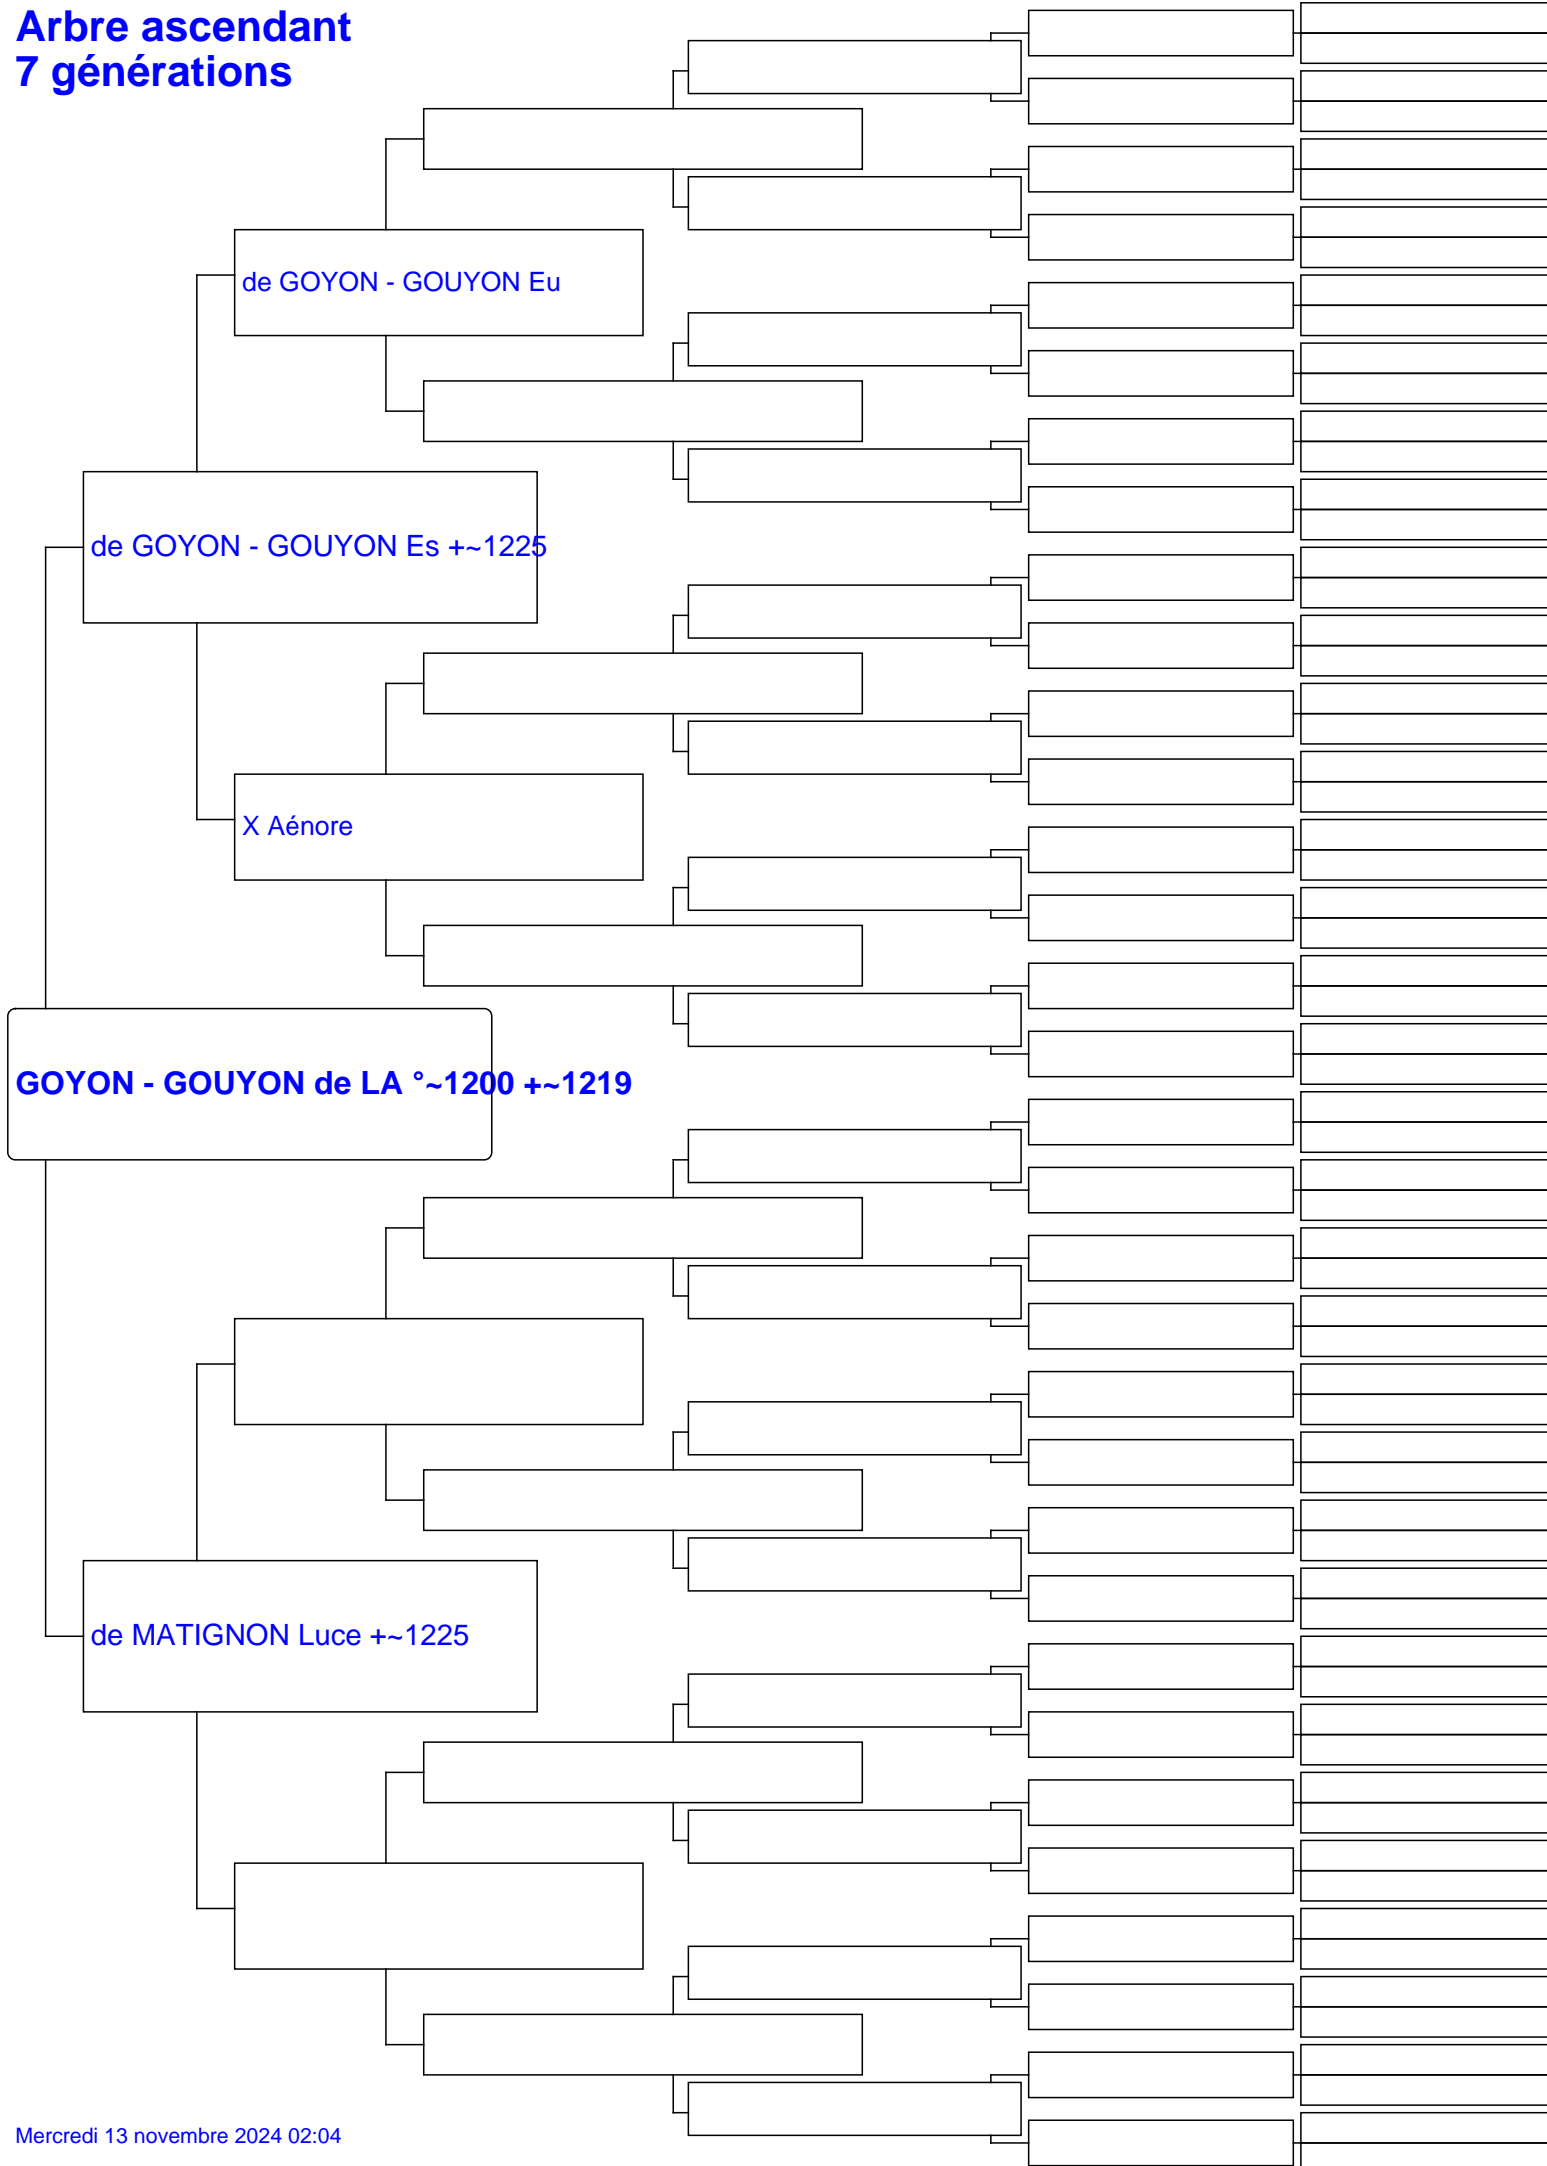 Arbre ascendant
7 générations
de GOYON - GOUYON Eu
de GOYON - GOUYON Es +~1225
X Aénore
GOYON - GOUYON de LA °~1200 +~1219
de MATIGNON Luce +~1225
Mercredi 13 novembre 2024 02:04